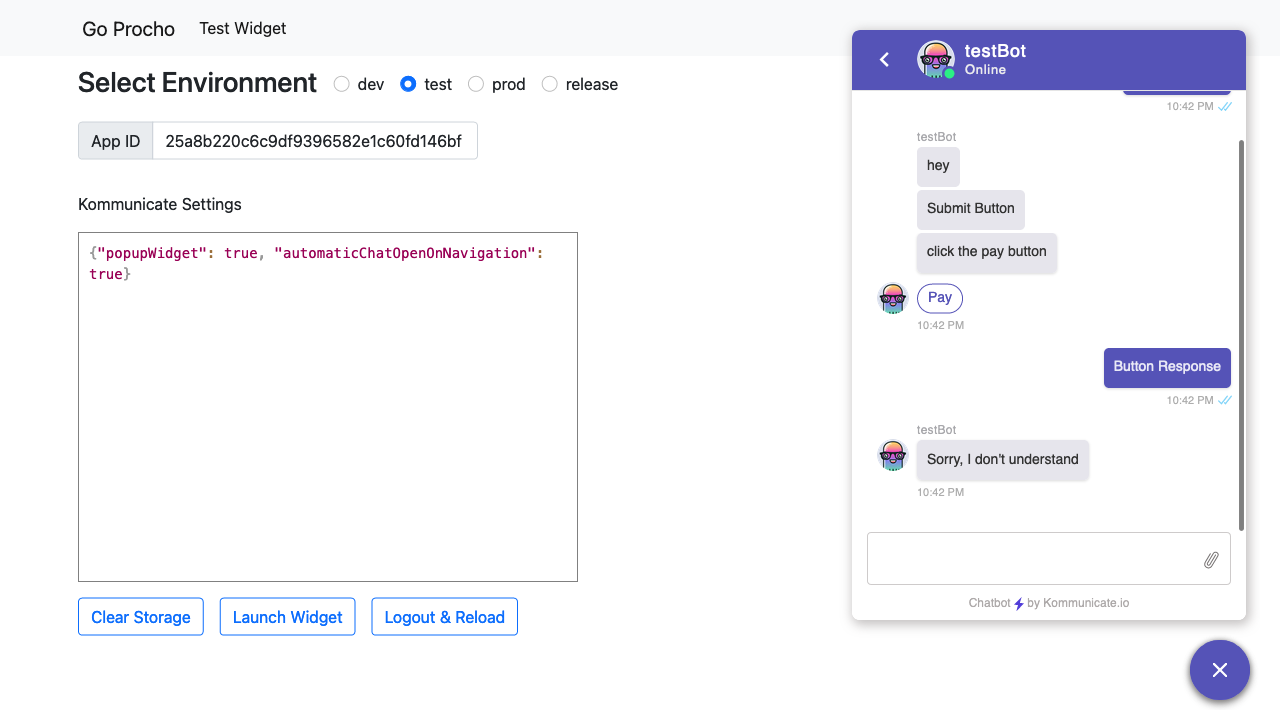 Go Procho Test Widget
Select Environment dev test prod release
App ID 25a8b220c6c9df9396582e1c60fd146bf
Kommunicate Settings
{"popupWidget": true, "automaticChatOpenOnNavigation":
true}
Clear Storage Launch Widget Logout & Reload
testBot
Online
10:42 PM
testBot
hey
Submit Button
click the pay button
Pay
10:42 PM
Button Response
10:42 PM
testBot
Sorry, I don't understand
10:42 PM
Chatbot by Kommunicate.io